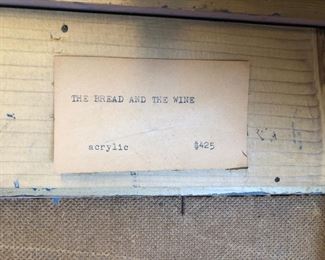 THE BREAD AND THE WINE
acrylic $425